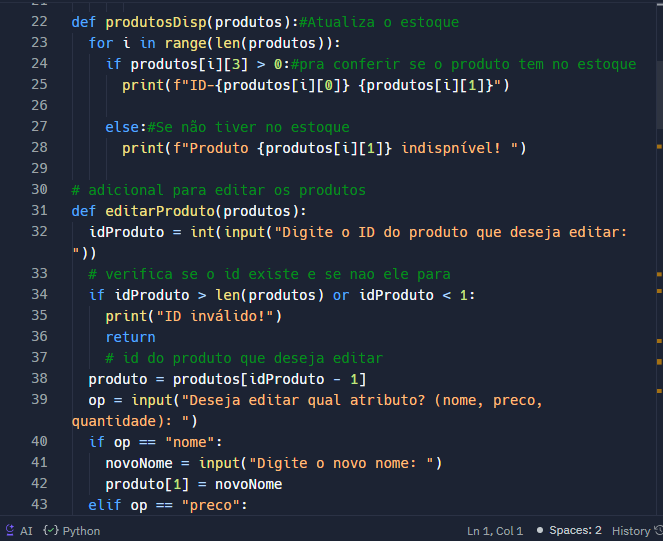 22 def produtosDisp(produtos):#Atualiza o estoque
23 for i in range(len(produtos)):
24 if produtos[i][3] > 0:#pra conferir se o produto tem no estoque
25 print(f"ID-{produtos[i][0]} {produtos[i][1]}")
26
27 else:#Se não tiver no estoque
28 print(f"Produto {produtos[i][1]} indispnível! ")
29
30 # adicional para editar os produtos
31 def editarProduto(produtos):
32 idProduto = int(input("Digite o ID do produto que deseja editar:
"))
33 # verifica se o id existe e se nao ele para
34 if idProduto > len(produtos) or idProduto < 1:
35 print("ID inválido!")
36 return
37 # id do produto que deseja editar
38 produto = produtos[idProduto - 1]
39 op = input("Deseja editar qual atributo? (nome, preco,
quantidade): ")
40 if op == "nome":
41 novoNome = input("Digite o novo nome: ")
42 produto[1] = novoNome
43 elif op == "preco":
AI Python Ln 1, Col 1 Spaces: 2 History